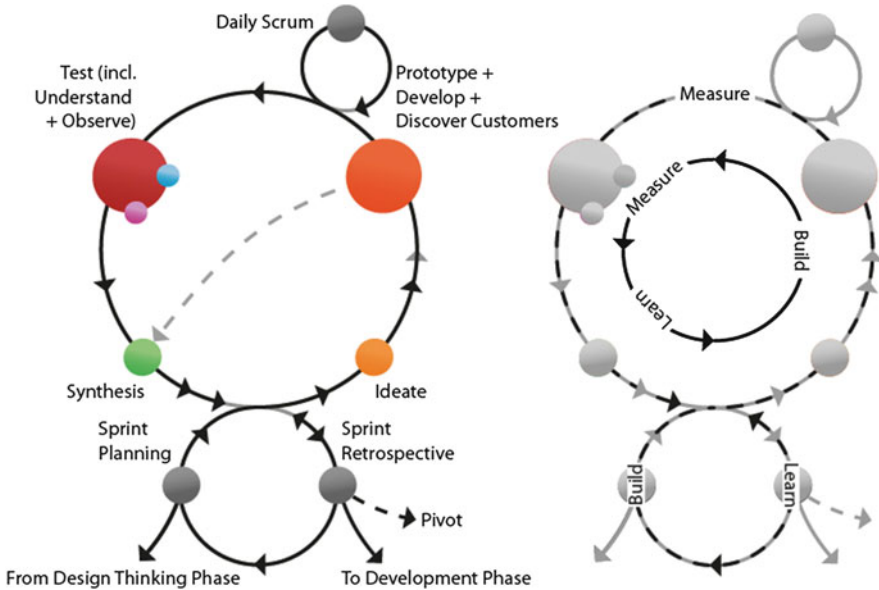 Daily Scrum
Test (incl.
Understand
+ Observe)
Prototype +
Develop +
Discover Customers
Synthesis
Ideate
Sprint
Planning
Sprint
Retrospective
Pivot
From Design Thinking Phase
To Development Phase
Measure
Measure
Build
Learn
Build
Learn